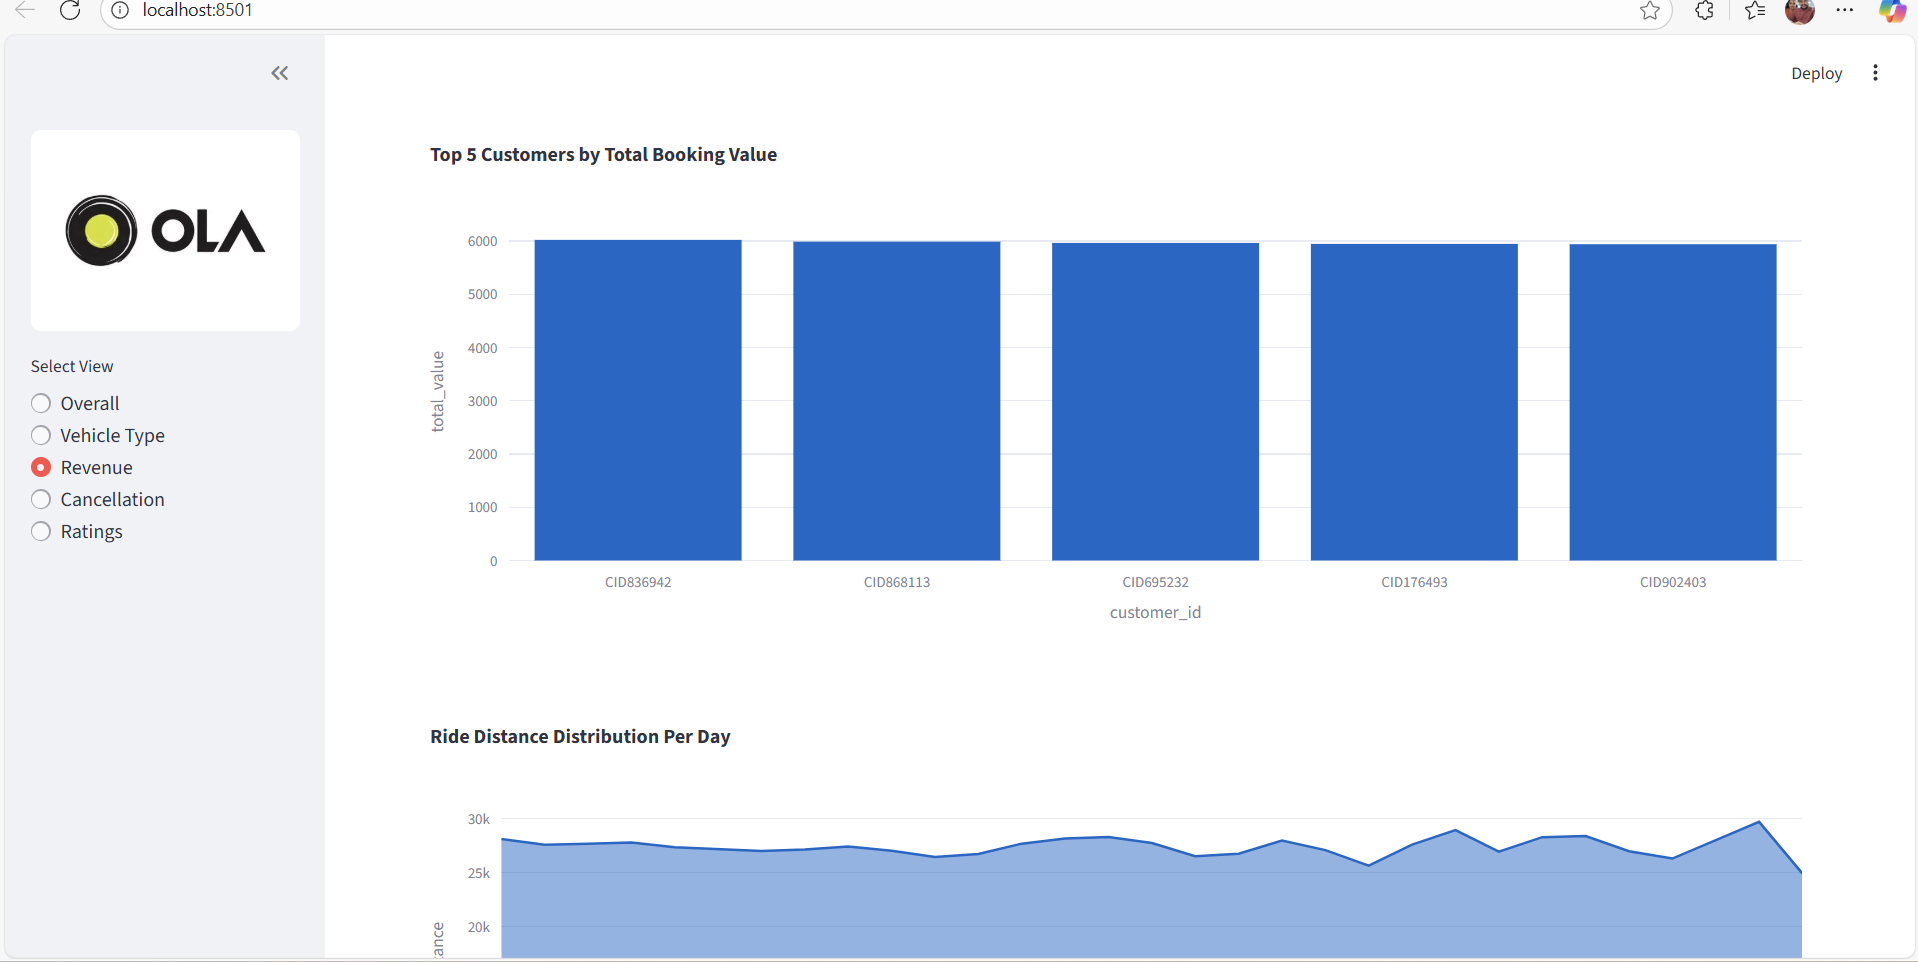 localhost:8501
Deploy
OLA
Select View
Overall
Vehicle Type
Revenue
Cancellation
Ratings
Top 5 Customers by Total Booking Value
6000
5000
4000
3000
2000
1000
0
total_value
CID836942 CID868113 CID695232 CID176493 CID902403
customer_id
Ride Distance Distribution Per Day
30k
25k
20k